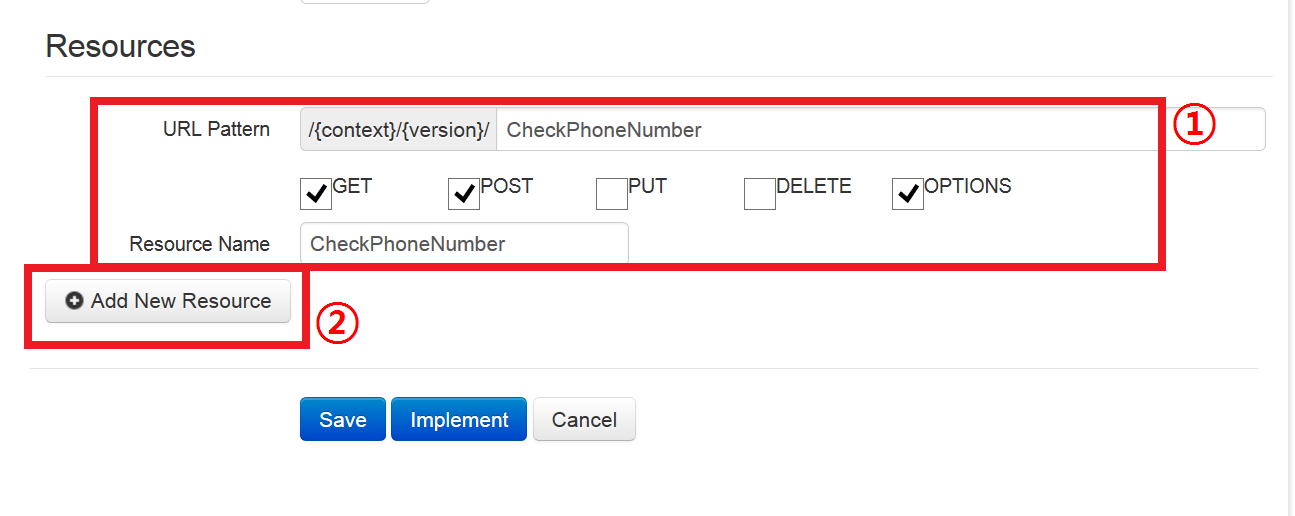 Resources
URL Pattern /{context}/{version}/ CheckPhoneNumber ①
GET POST PUT DELETE OPTIONS
Resource Name CheckPhoneNumber
Add New Resource ②
Save Implement Cancel